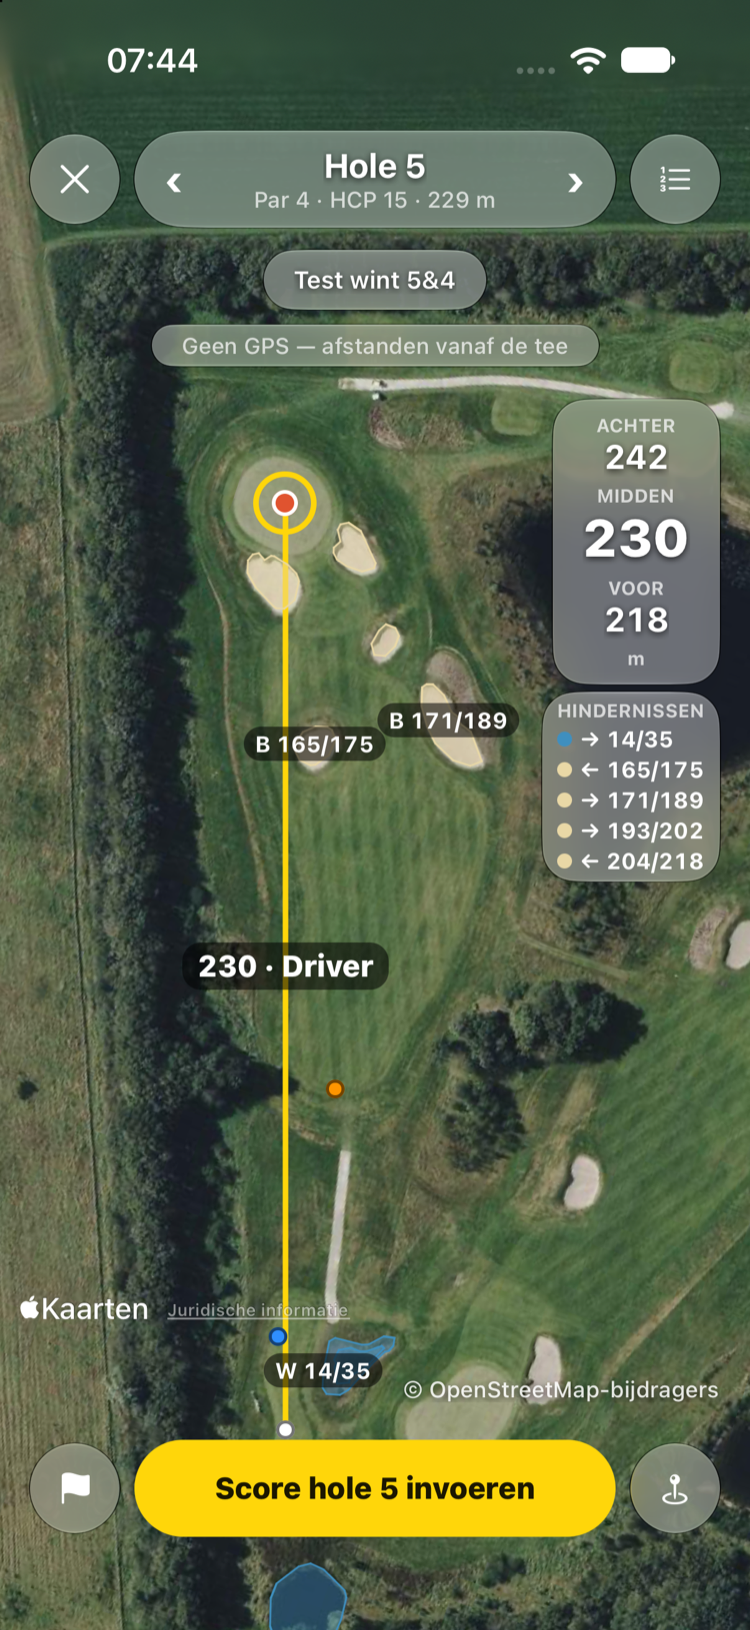 07:44
Hole 5
Par 4 · HCP 15 · 229 m
Test wint 5&4
Geen GPS — afstanden vanaf de tee
ACHTER
242
MIDDEN
230
VOOR
218
m
HINDERNISSEN
→ 14/35
← 165/175
→ 171/189
→ 193/202
← 204/218
B 171/189
B 165/175
230 · Driver
Kaarten
Juridische informatie
W 14/35
© OpenStreetMap-bijdragers
Score hole 5 invoeren